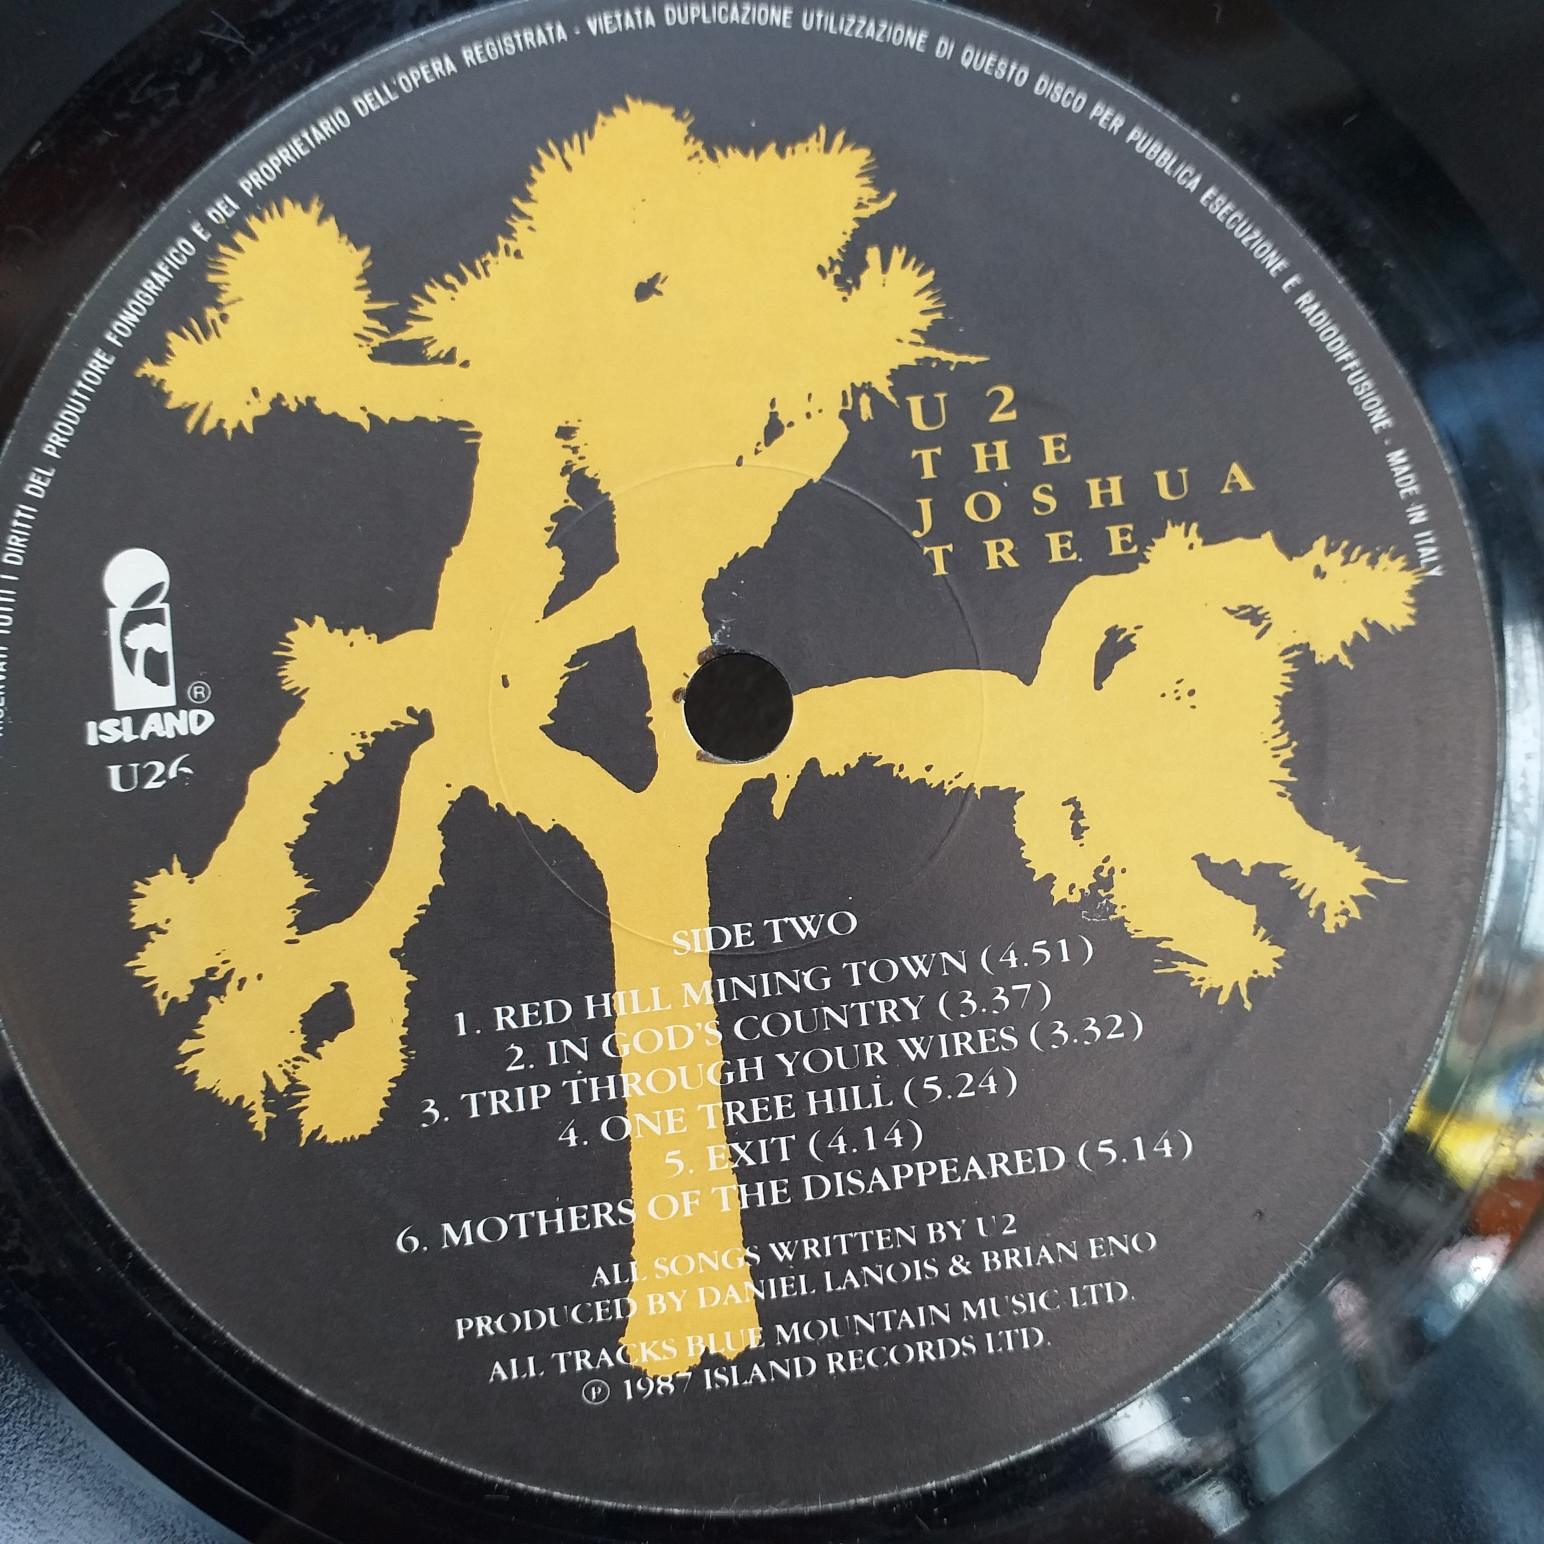 RISERVATI TUTTI I DIRITTI DEL PRODUTTORE FONOGRAFICO E DEL PROPRIETARIO DELL'OPERA REGISTRATA - VIETATA DUPLICAZIONE UTILIZZAZIONE DI QUESTO DISCO PER PUBBLICA ESECUZIONE E RADIODIFFUSIONE - MADE IN ITALY
U 2
THE
JOSHUA
TREE
ISLAND ®
U26
SIDE TWO
1. RED HILL MINING TOWN (4.51)
2. IN GOD'S COUNTRY (3.37)
3. TRIP THROUGH YOUR WIRES (3.32)
4. ONE TREE HILL (5.24)
5. EXIT (4.14)
6. MOTHERS OF THE DISAPPEARED (5.14)
ALL SONGS WRITTEN BY U2
PRODUCED BY DANIEL LANOIS & BRIAN ENO
ALL TRACKS BLUE MOUNTAIN MUSIC LTD.
℗ 1987 ISLAND RECORDS LTD.